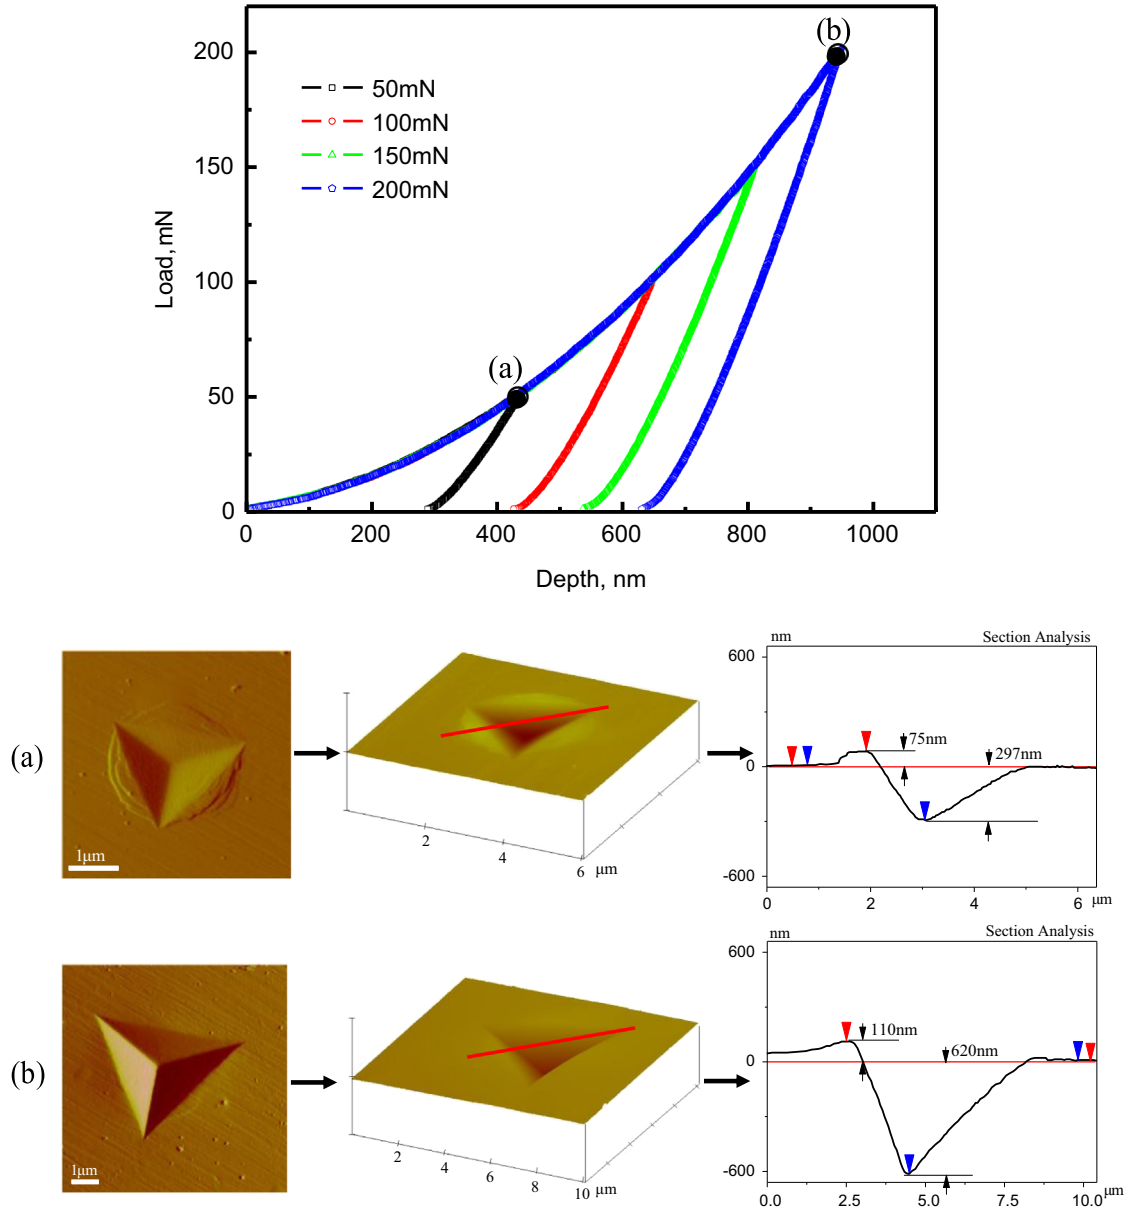 (b)
200
50mN
100mN
150mN
200mN
150
Load, mN
100
(a)
50
0
0 200 400 600 800 1000
Depth, nm
nm Section Analysis
600
(a)
75nm
297nm
0
1μm
2
4
6 μm
-600
0 2 4 6 μm
nm Section Analysis
600
(b)
110nm
620nm
0
1μm
2
4
6
8
10 μm
-600
0.0 2.5 5.0 7.5 10.0 μm